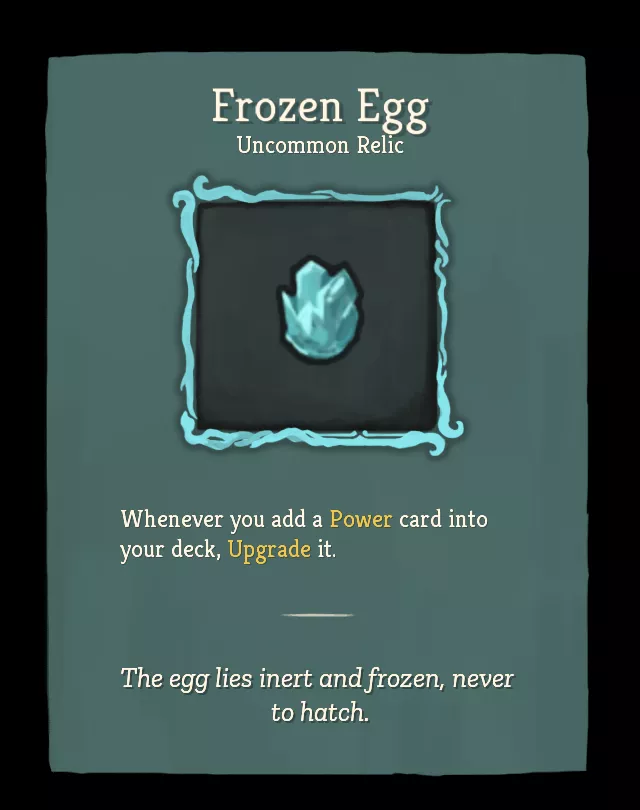 Frozen Egg
Uncommon Relic
Whenever you add a Power card into
your deck, Upgrade it.
The egg lies inert and frozen, never
to hatch.